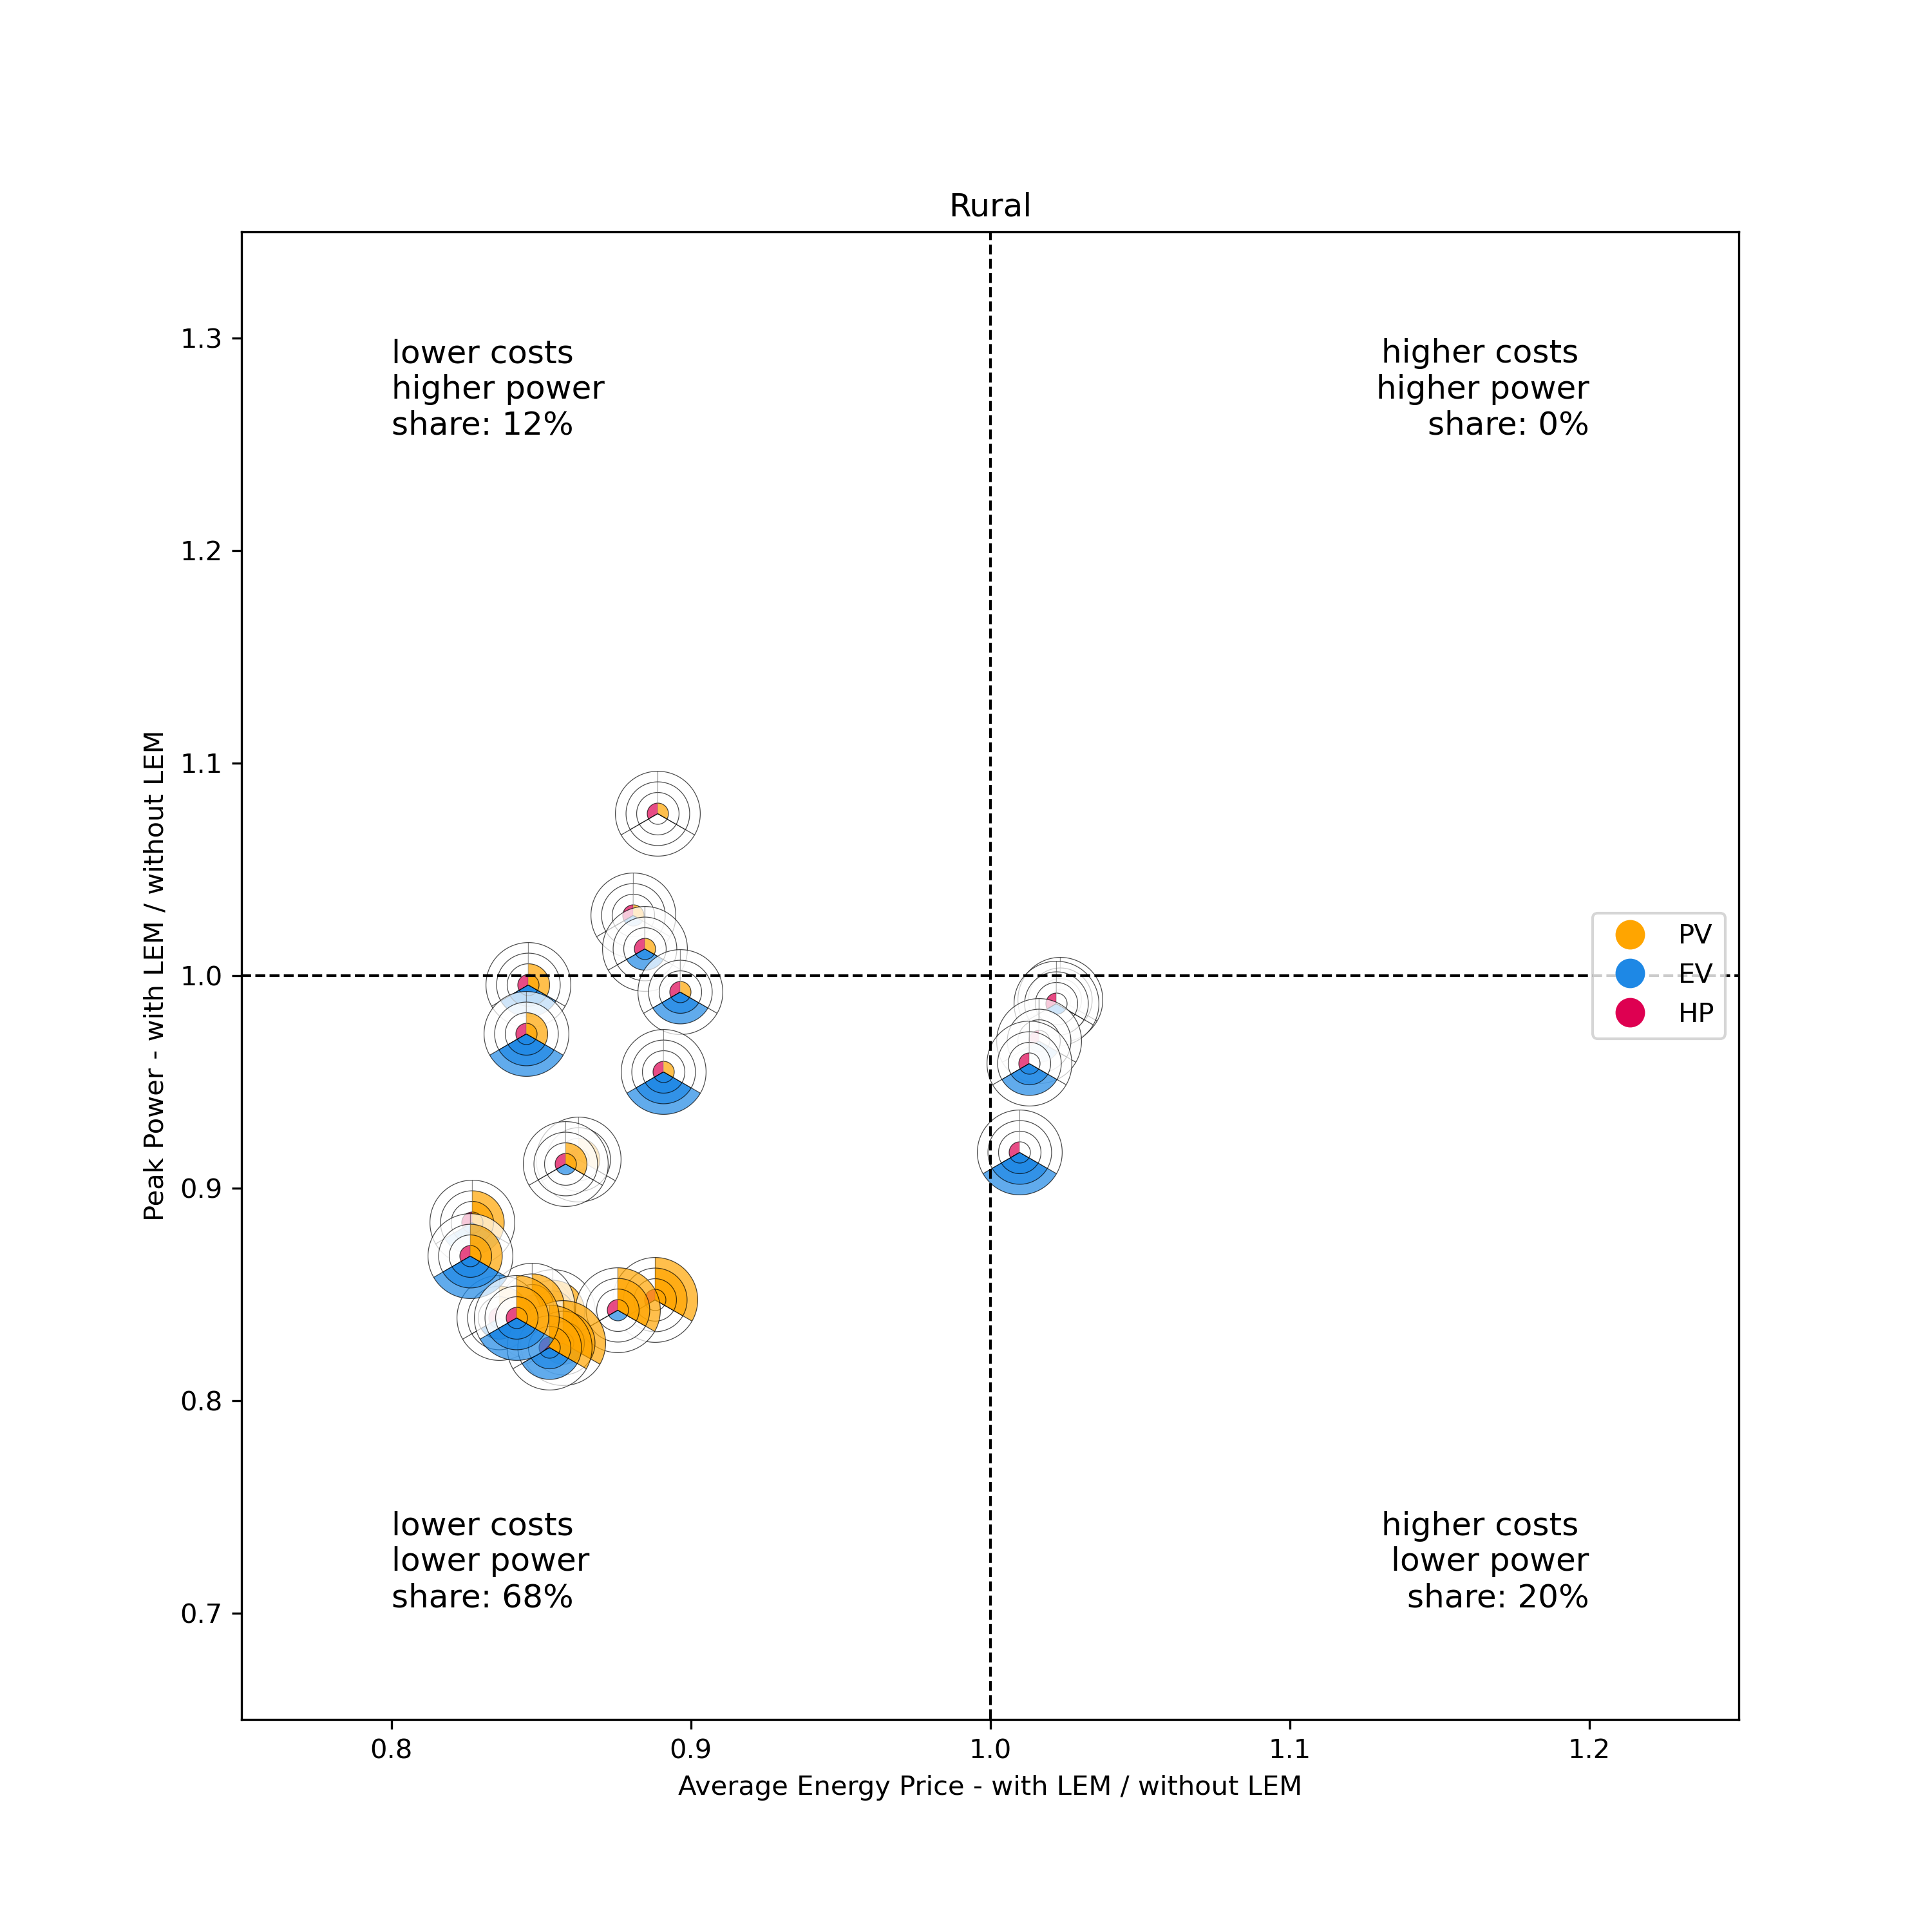 Rural
lower costs
higher power
share: 12%
higher costs
higher power
share: 0%
1.3
1.2
1.1
1.0
0.9
0.8
0.7
Peak Power - with LEM / without LEM
PV
EV
HP
lower costs
lower power
share: 68%
higher costs
lower power
share: 20%
0.8
0.9
1.0
1.1
1.2
Average Energy Price - with LEM / without LEM